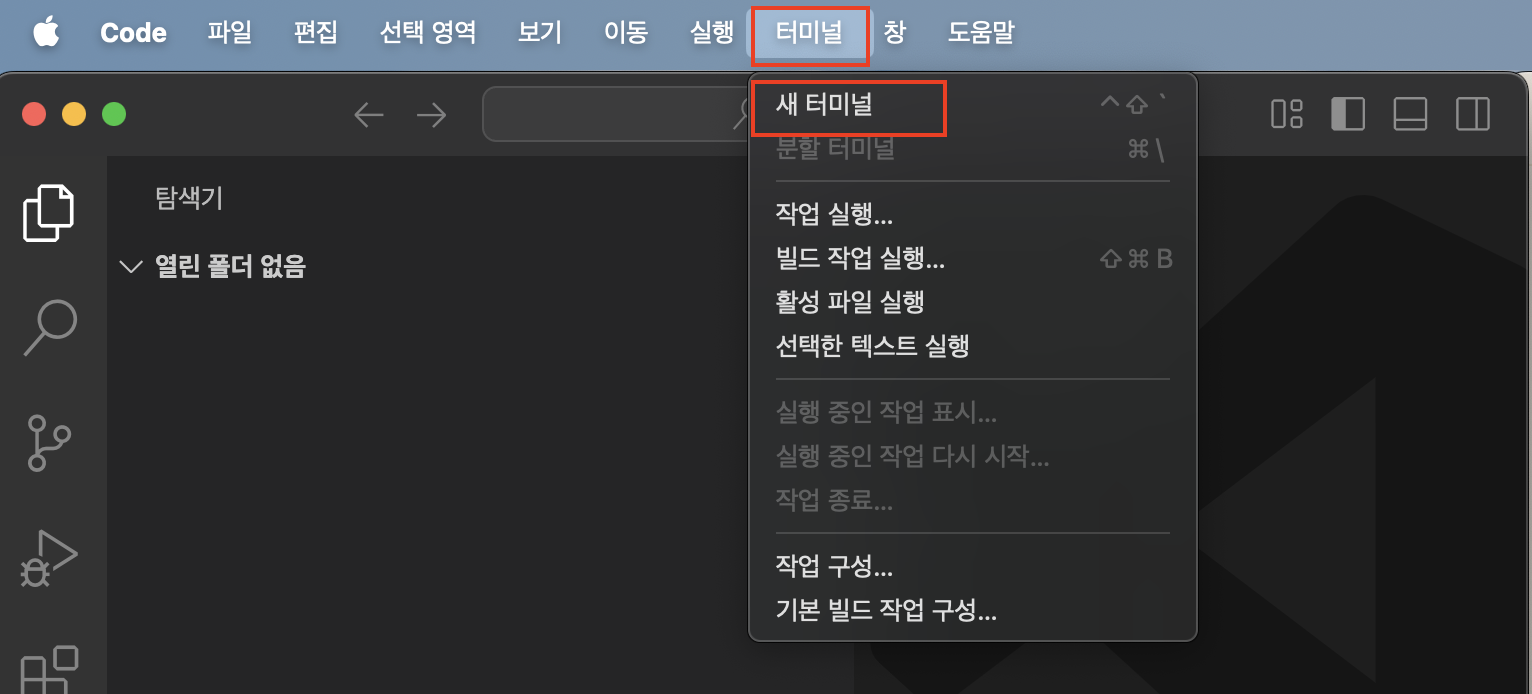 Code 파일 편집 선택 영역 보기 이동 실행 터미널 창 도움말
새 터미널 ^⇧`
분할 터미널 ⌘\
탐색기
작업 실행...
열린 폴더 없음
빌드 작업 실행... ⇧⌘B
활성 파일 실행
선택한 텍스트 실행
실행 중인 작업 표시...
실행 중인 작업 다시 시작...
작업 종료...
작업 구성...
기본 빌드 작업 구성...